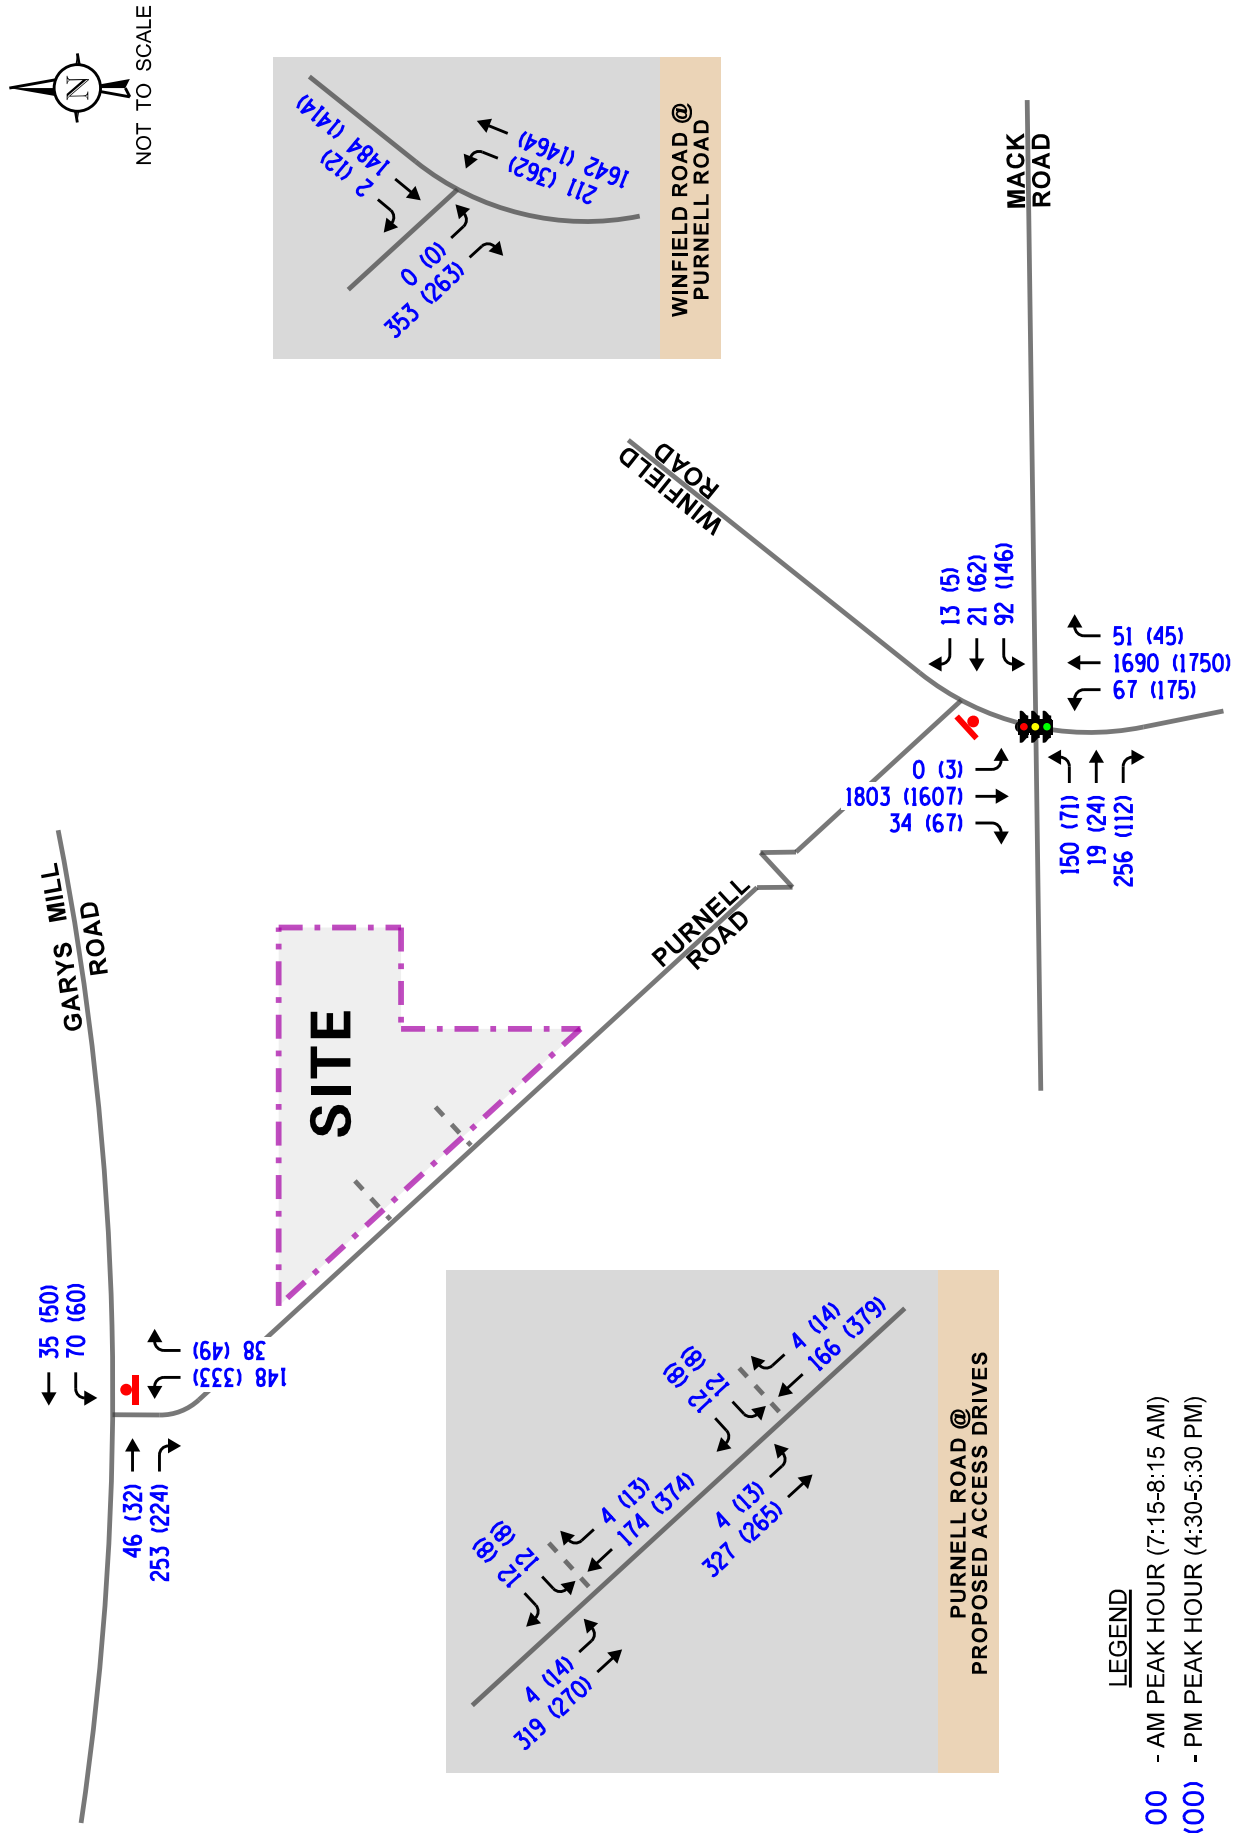 NOT TO SCALE
N
2 (12)
1484 (1414)
0 (0)
353 (263)
211 (362)
1642 (1464)
WINFIELD ROAD @
PURNELL ROAD
MACK
ROAD
WINFIELD
ROAD
13 (5)
21 (62)
92 (146)
51 (45)
1690 (1750)
67 (175)
0 (3)
1803 (1607)
34 (67)
150 (71)
19 (24)
256 (112)
PURNELL
ROAD
GARYS MILL
ROAD
SITE
35 (50)
70 (60)
38 (49)
148 (333)
46 (32)
253 (224)
12 (8)
12 (8)
4 (14)
166 (379)
4 (13)
327 (265)
12 (8)
12 (8)
4 (13)
174 (374)
4 (14)
319 (270)
PURNELL ROAD @
PROPOSED ACCESS DRIVES
LEGEND
00 - AM PEAK HOUR (7:15-8:15 AM)
(00) - PM PEAK HOUR (4:30-5:30 PM)